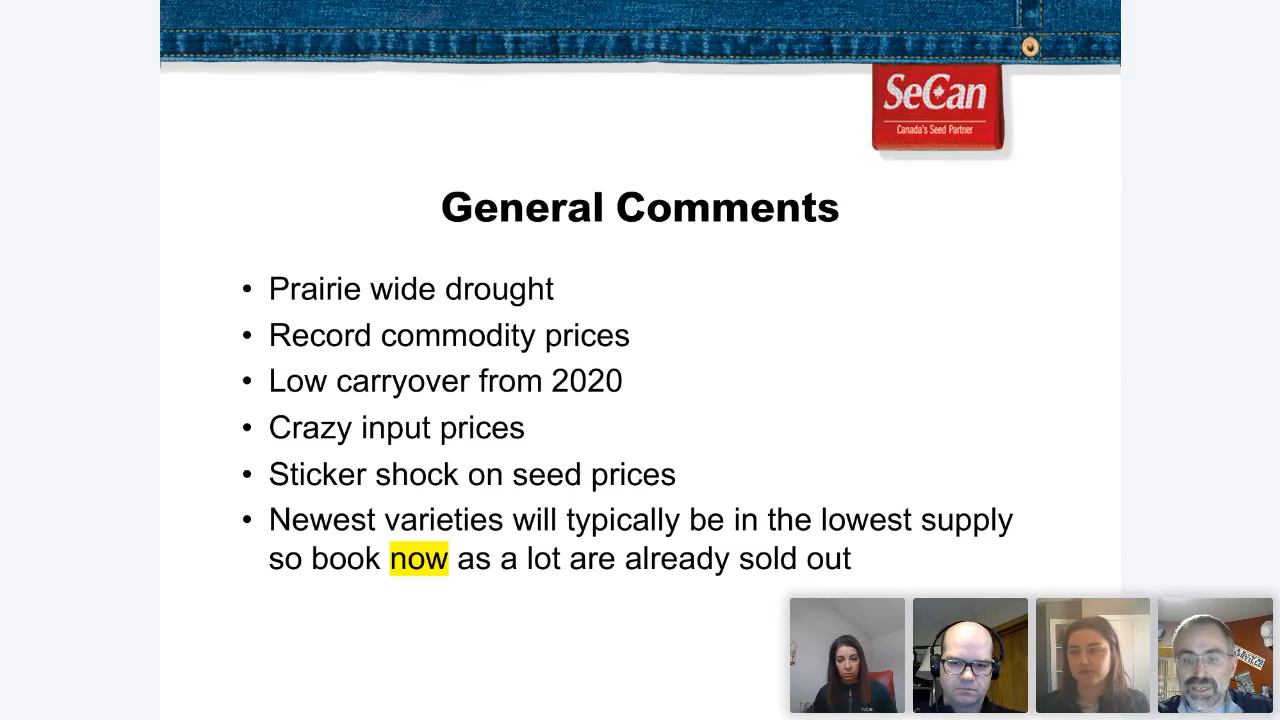 SeCan
Canada's Seed Partner
General Comments
• Prairie wide drought
• Record commodity prices
• Low carryover from 2020
• Crazy input prices
• Sticker shock on seed prices
• Newest varieties will typically be in the lowest supply
so book now as a lot are already sold out